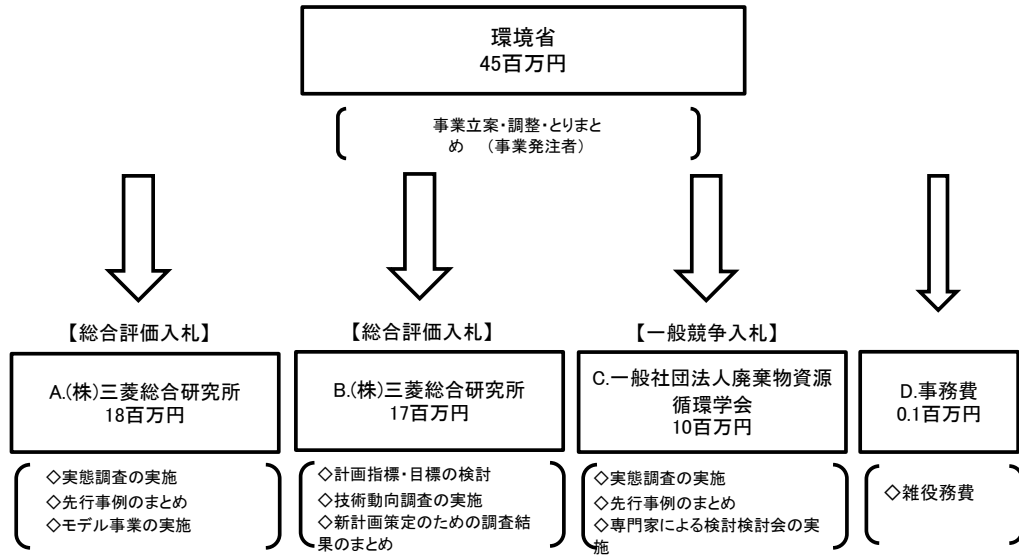 環境省
45百万円
事業立案・調整・とりまと
め （事業発注者）
【総合評価入札】
A.(株)三菱総合研究所
18百万円
◇実態調査の実施
◇先行事例のまとめ
◇モデル事業の実施
【総合評価入札】
B.(株)三菱総合研究所
17百万円
◇計画指標・目標の検討
◇技術動向調査の実施
◇新計画策定のための調査結
果のまとめ
【一般競争入札】
C.一般社団法人廃棄物資源
循環学会
10百万円
◇実態調査の実施
◇先行事例のまとめ
◇専門家による検討検討会の実
施
D.事務費
0.1百万円
◇雑役務費